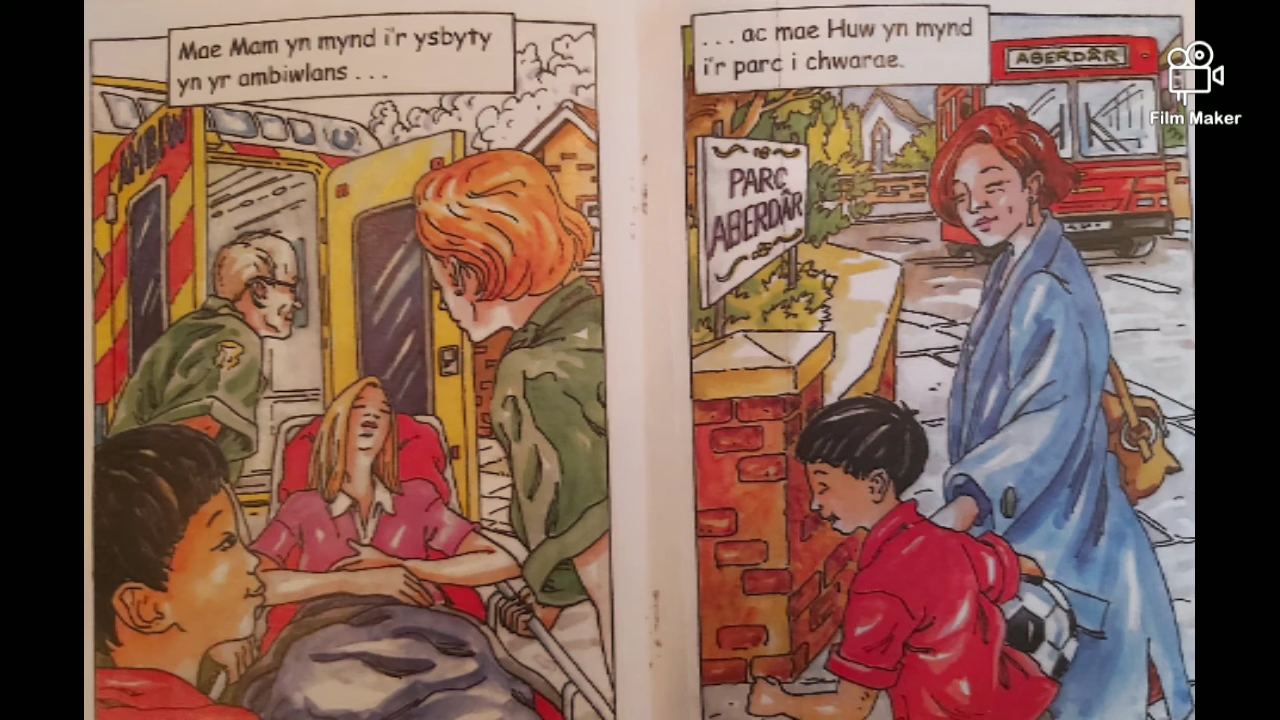 Mae Mam yn mynd i'r ysbyty
yn yr ambiwlans . . .
AMBIW
. . . ac mae Huw yn mynd
i'r parc i chwarae.
ABERDÂR
PARC
ABERDÂR
Film Maker